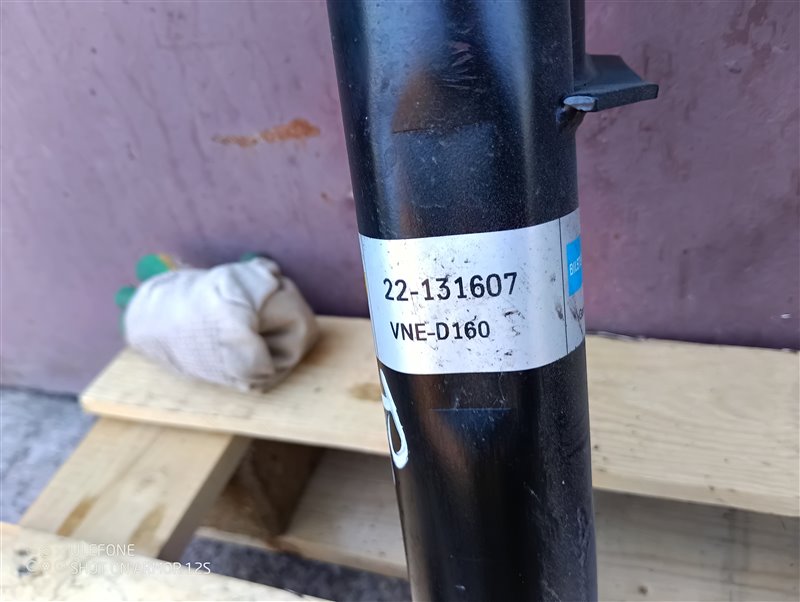 22-131607
VNE-D160
ULEFONE
SHOT ON ARMOR 12S